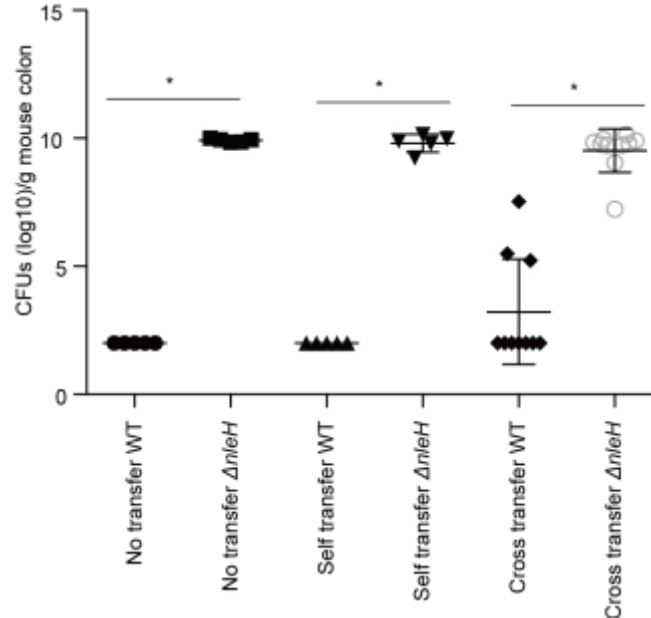 15
* * *
10
5
0
CFUs (log10)/g mouse colon
No transfer WT
No transfer ΔnleH
Self transfer WT
Self transfer ΔnleH
Cross transfer WT
Cross transfer ΔnleH